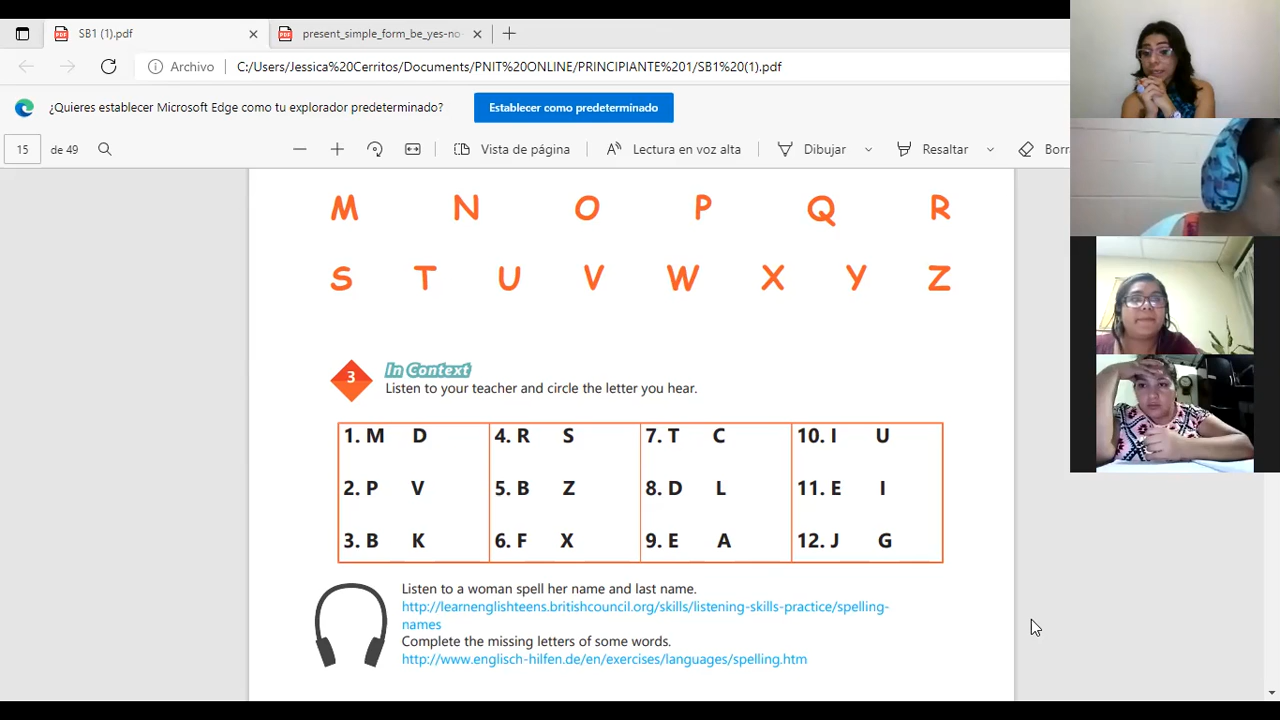 SB1 (1).pdf
present_simple_form_be_yes-no
Archivo
C:/Users/Jessica%20Cerritos/Documents/PNIT%20ONLINE/PRINCIPIANTE%201/SB1%20(1).pdf
¿Quieres establecer Microsoft Edge como tu explorador predeterminado?
Establecer como predeterminado
15 de 49
Vista de página
Lectura en voz alta
Dibujar
Resaltar
Borr
M N O P Q R
S T U V W X Y Z
3 In Context
Listen to your teacher and circle the letter you hear.
1. M D 4. R S 7. T C 10. I U
2. P V 5. B Z 8. D L 11. E I
3. B K 6. F X 9. E A 12. J G
Listen to a woman spell her name and last name.
http://learnenglishteens.britishcouncil.org/skills/listening-skills-practice/spelling-
names
Complete the missing letters of some words.
http://www.englisch-hilfen.de/en/exercises/languages/spelling.htm